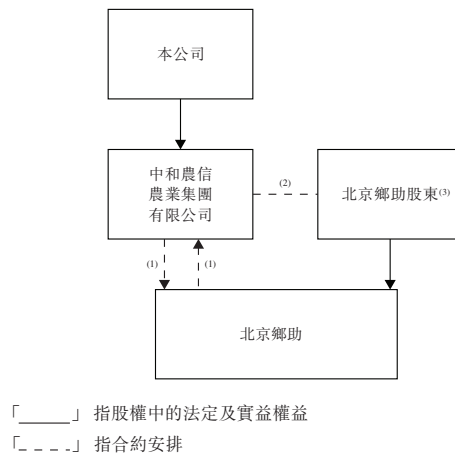 本公司
中和農信
農業集團
有限公司
(2)
北京鄉助股東(3)
(1)
(1)
北京鄉助
「_____」 指股權中的法定及實益權益
「_ _ _ _」 指合約安排